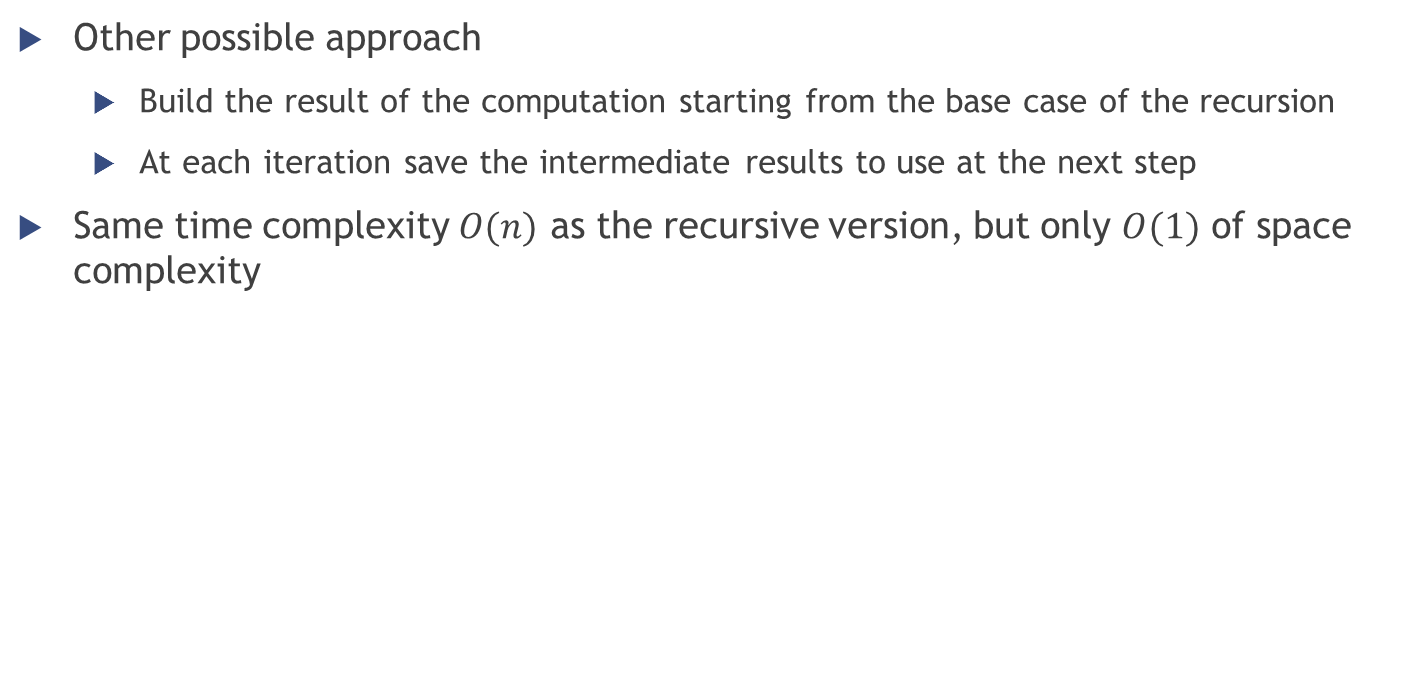 Other possible approach
Build the result of the computation starting from the base case of the recursion
At each iteration save the intermediate results to use at the next step
Same time complexity O(n) as the recursive version, but only O(1) of space
complexity